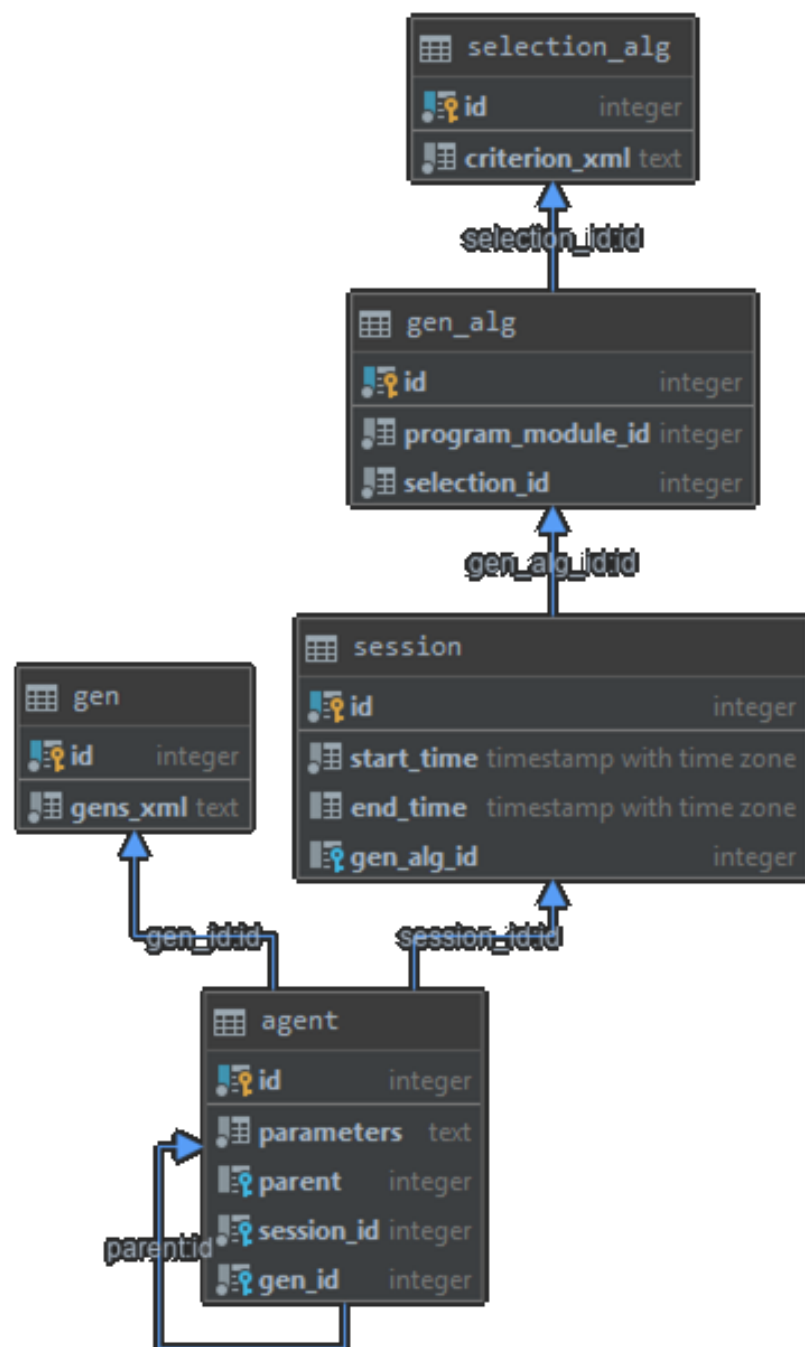 selection_alg
id integer
criterion_xml text
selection_id:id
gen_alg
id integer
program_module_id integer
selection_id integer
gen_alg_id:id
session
id integer
start_time timestamp with time zone
end_time timestamp with time zone
gen_alg_id integer
gen
id integer
gens_xml text
gen_id:id
session_id:id
agent
id integer
parameters text
parent integer
session_id integer
gen_id integer
parent:id